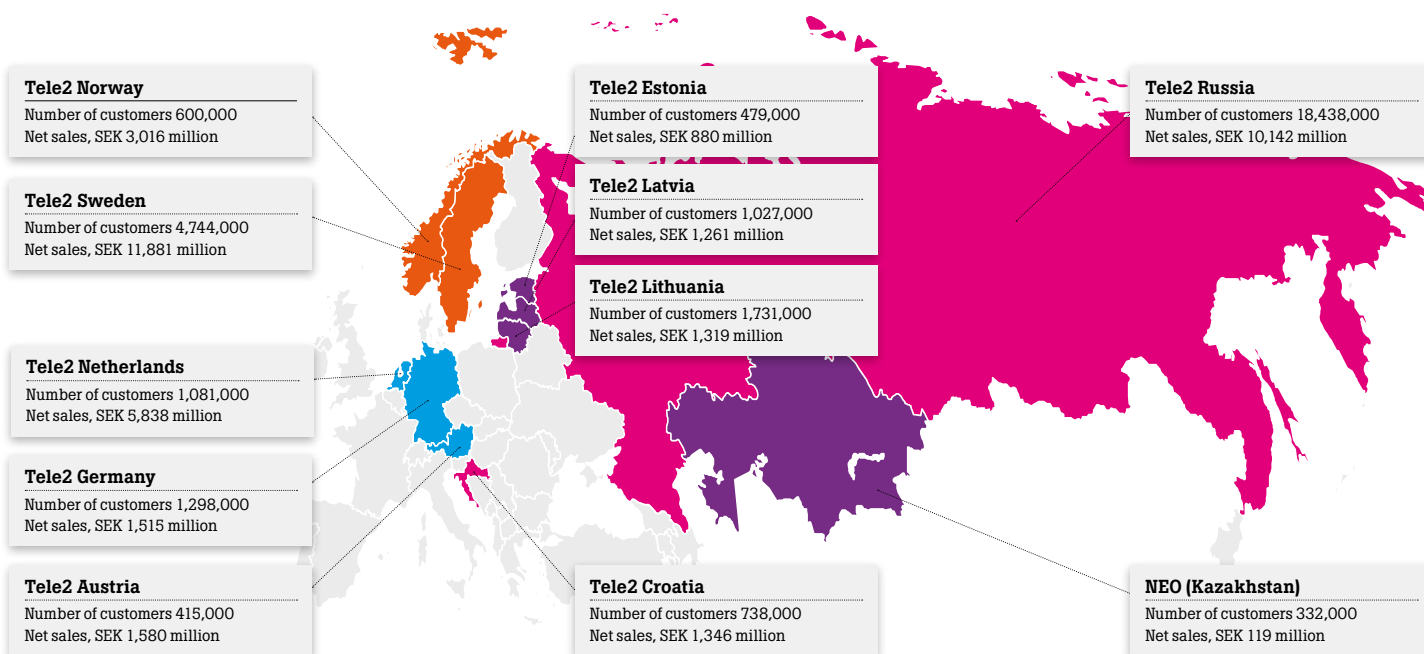 Tele2 Norway
Number of customers 600,000
Net sales, SEK 3,016 million
Tele2 Sweden
Number of customers 4,744,000
Net sales, SEK 11,881 million
Tele2 Netherlands
Number of customers 1,081,000
Net sales, SEK 5,838 million
Tele2 Germany
Number of customers 1,298,000
Net sales, SEK 1,515 million
Tele2 Austria
Number of customers 415,000
Net sales, SEK 1,580 million
Tele2 Estonia
Number of customers 479,000
Net sales, SEK 880 million
Tele2 Latvia
Number of customers 1,027,000
Net sales, SEK 1,261 million
Tele2 Lithuania
Number of customers 1,731,000
Net sales, SEK 1,319 million
Tele2 Croatia
Number of customers 738,000
Net sales, SEK 1,346 million
Tele2 Russia
Number of customers 18,438,000
Net sales, SEK 10,142 million
NEO (Kazakhstan)
Number of customers 332,000
Net sales, SEK 119 million